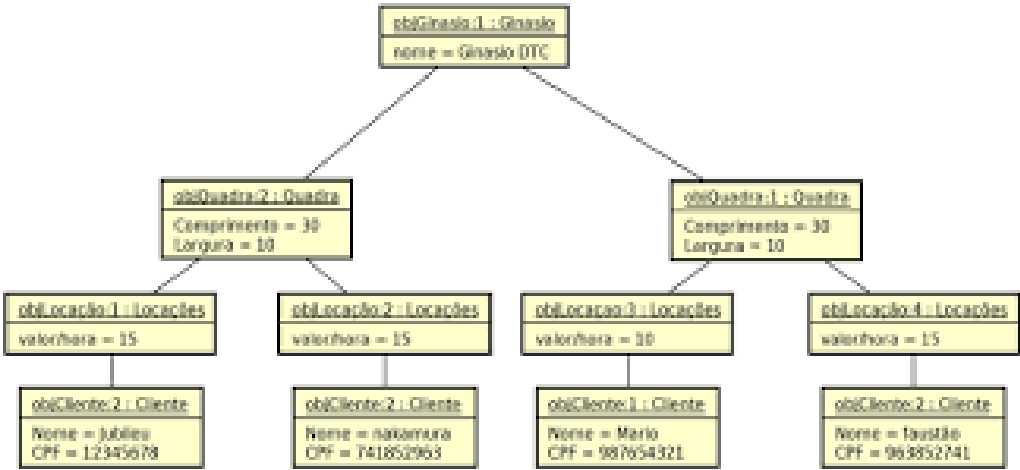 objGinasio:1 : Ginasio
nome = Ginasio DTC
objQuadra:2 : Quadra
Comprimento = 30
Largura = 10
objQuadra:1 : Quadra
Comprimento = 30
Largura = 10
objLocação:1 : Locações
valor/hora = 15
objLocação:2 : Locações
valor/hora = 15
objLocaçao:3 : Locações
valor/hora = 10
objLocação:4 : Locações
valor/hora = 15
objCliente:2 : Cliente
Nome = Jubileu
CPF = 12345678
objCliente:2 : Cliente
Nome = nakamura
CPF = 741852963
objCliente:1 : Cliente
Nome = Mario
CPF = 987654321
objCliente:2 : Cliente
Nome = faustão
CPF = 963852741